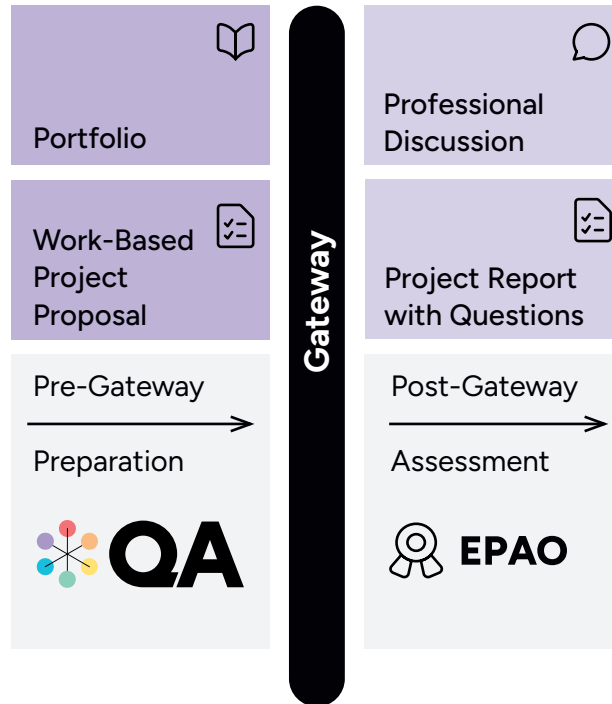 Portfolio
Work-Based
Project
Proposal
Pre-Gateway
Preparation
QA
Gateway
Professional
Discussion
Project Report
with Questions
Post-Gateway
Assessment
EPAO